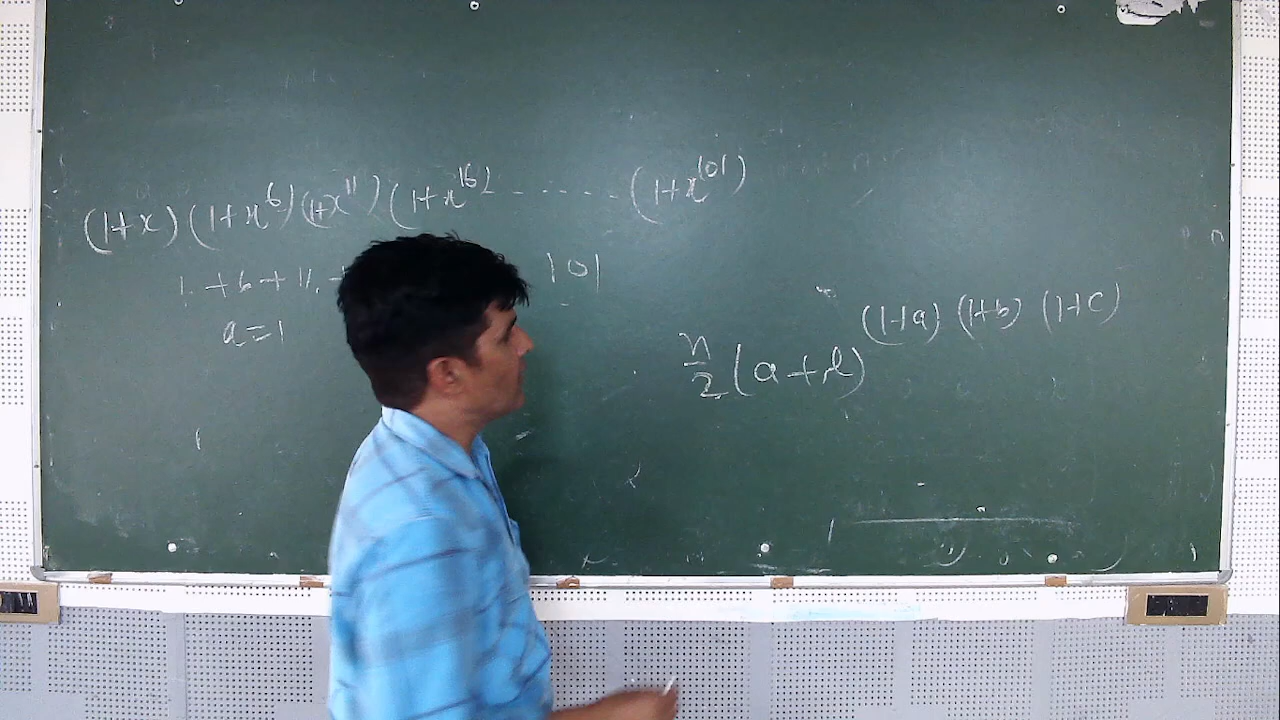 (1+x)(1+x⁶)(1+x¹¹)(1+x¹⁶).......(1+x¹⁰¹)
1 + 6 + 11 + 101
a=1
(1+a) (1+b) (1+c)
n/2 (a+l)